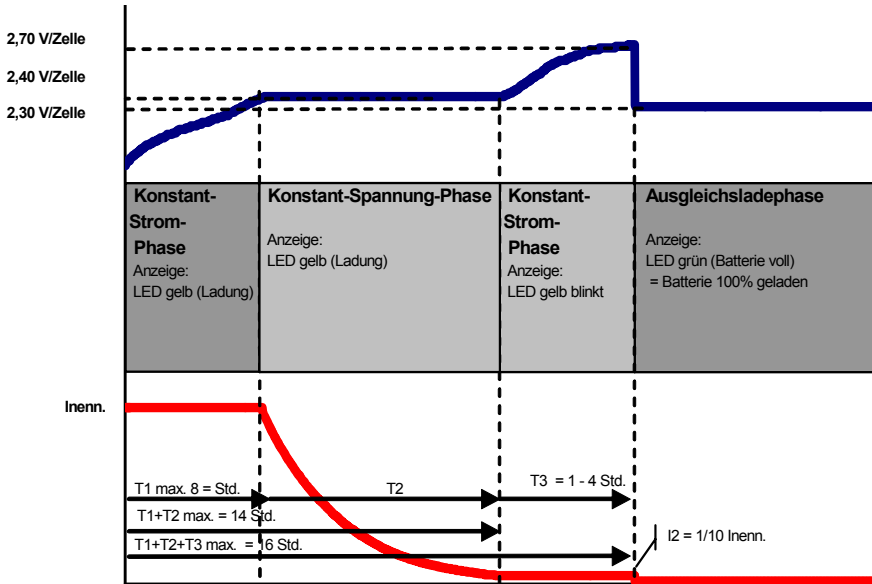 2,70 V/Zelle
2,40 V/Zelle
2,30 V/Zelle
Konstant-
Strom-
Phase
Anzeige:
LED gelb (Ladung)
Konstant-Spannung-Phase
Anzeige:
LED gelb (Ladung)
Konstant-
Strom-
Phase
Anzeige:
LED gelb blinkt
Ausgleichsladephase
Anzeige:
LED grün (Batterie voll)
= Batterie 100% geladen
Inenn.
T1 max. 8 = Std.
T2
T3 = 1 - 4 Std.
T1+T2 max. = 14 Std.
T1+T2+T3 max. = 16 Std.
I2 = 1/10 Inenn.